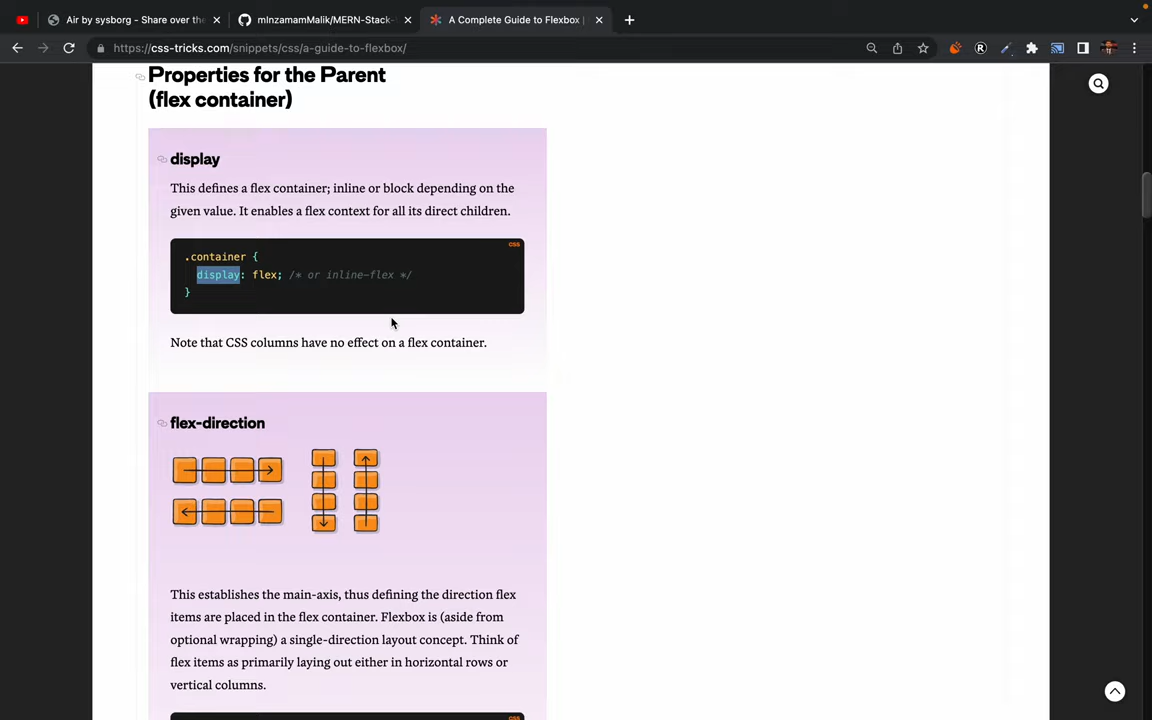 Air by sysborg - Share over the
mInzamamMalik/MERN-Stack-
A Complete Guide to Flexbox |
https://css-tricks.com/snippets/css/a-guide-to-flexbox/
Properties for the Parent
(flex container)
display
This defines a flex container; inline or block depending on the
given value. It enables a flex context for all its direct children.
CSS
.container {
display: flex; /* or inline-flex */
}
Note that CSS columns have no effect on a flex container.
flex-direction
This establishes the main-axis, thus defining the direction flex
items are placed in the flex container. Flexbox is (aside from
optional wrapping) a single-direction layout concept. Think of
flex items as primarily laying out either in horizontal rows or
vertical columns.
CSS